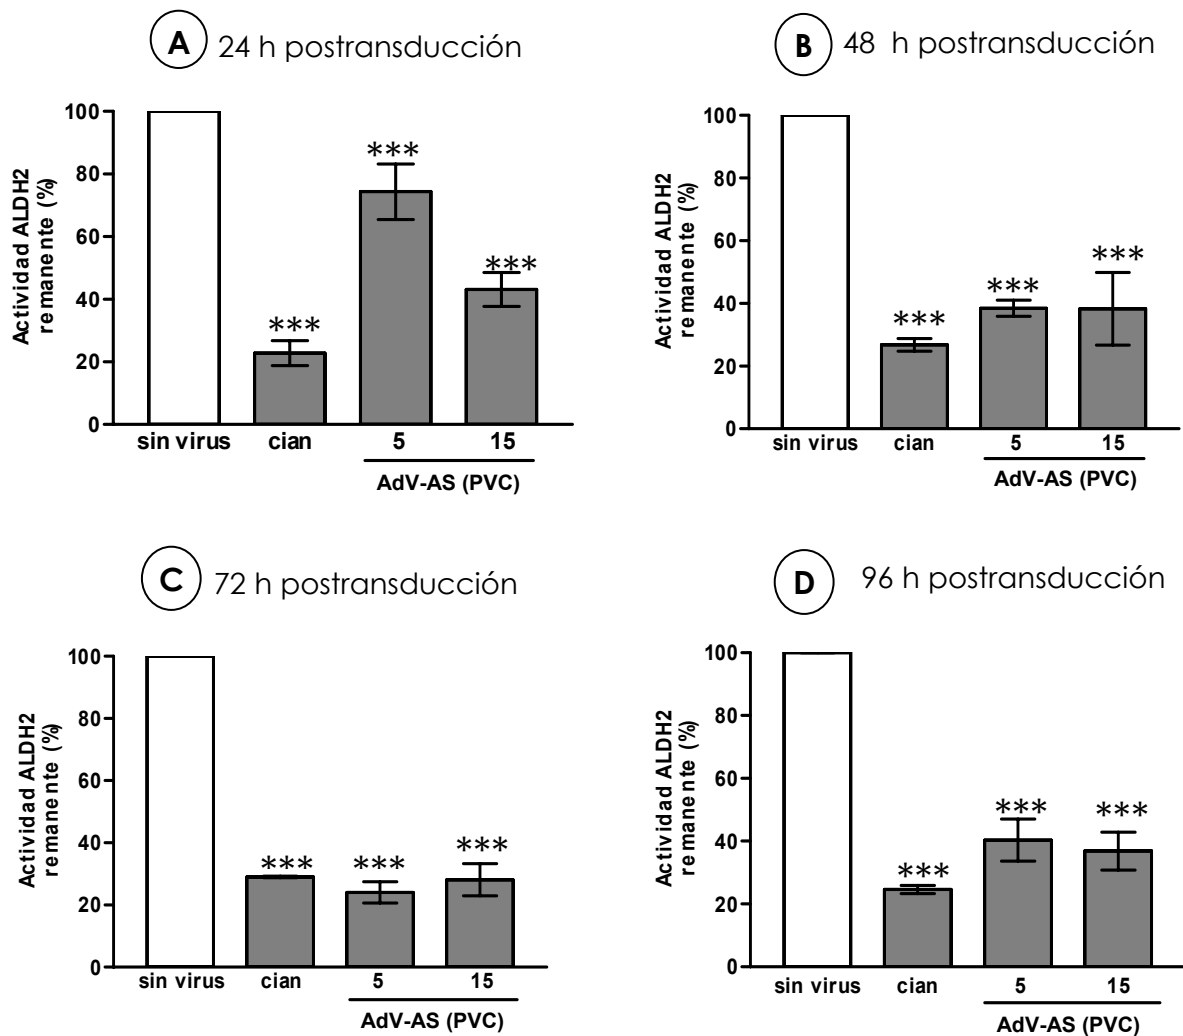 A 24 h postransducción
Actividad ALDH2
remanente (%)
100
80
60
40
20
0
***
***
***
sin virus cian 5 15
AdV-AS (PVC)
B 48 h postransducción
Actividad ALDH2
remanente (%)
100
80
60
40
20
0
***
***
***
sin virus cian 5 15
AdV-AS (PVC)
C 72 h postransducción
Actividad ALDH2
remanente (%)
100
80
60
40
20
0
***
***
***
sin virus cian 5 15
AdV-AS (PVC)
D 96 h postransducción
Actividad ALDH2
remanente (%)
100
80
60
40
20
0
***
***
***
sin virus cian 5 15
AdV-AS (PVC)